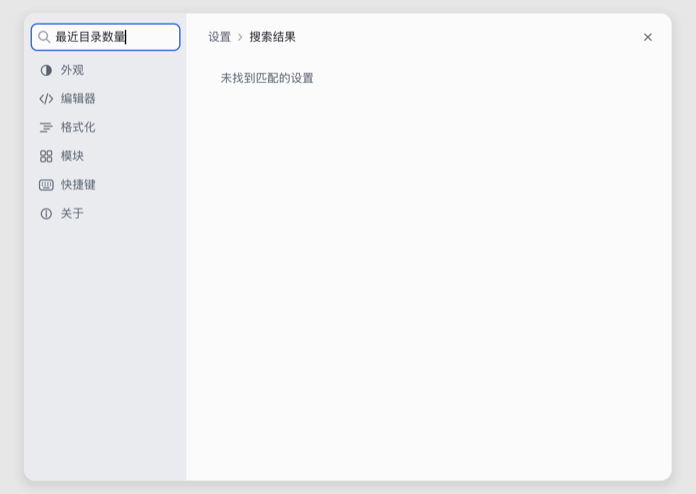 最近目录数量
设置 > 搜索结果
未找到匹配的设置
外观
编辑器
格式化
模块
快捷键
关于